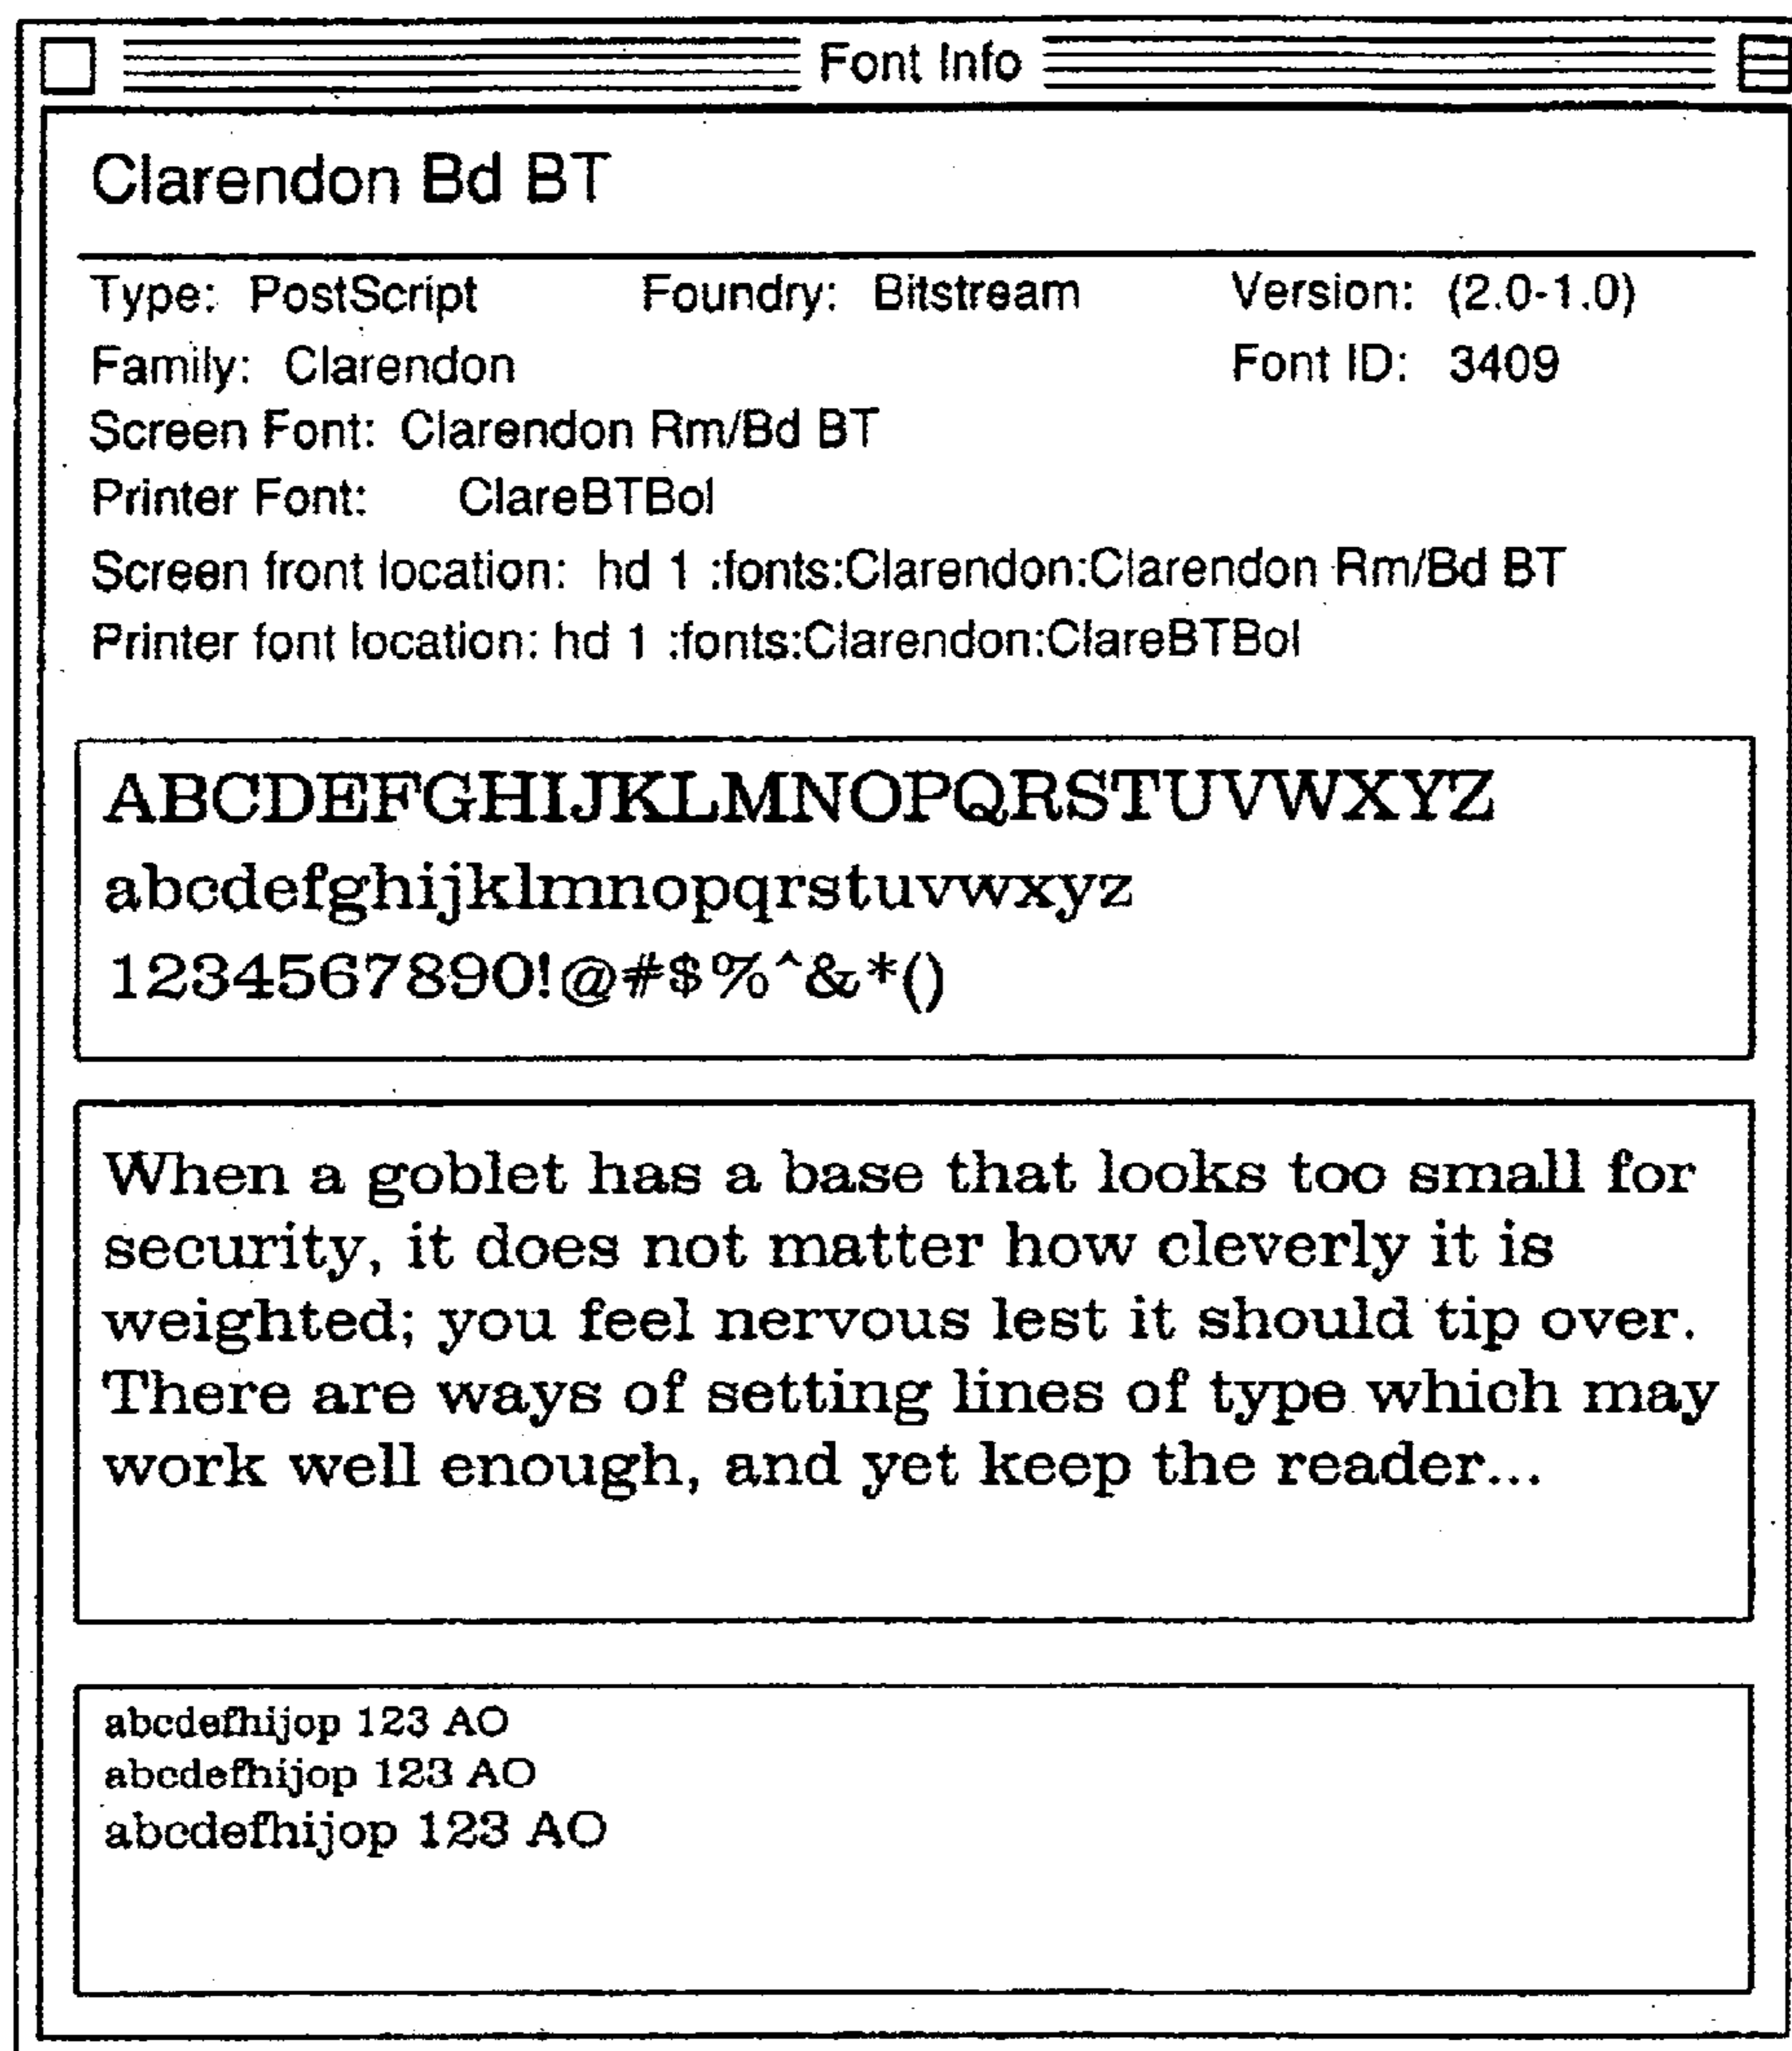 Font Info
Clarendon Bd BT
Type: PostScript Foundry: Bitstream Version: (2.0-1.0)
Family: Clarendon Font ID: 3409
Screen Font: Clarendon Rm/Bd BT
Printer Font: ClareBTBol
Screen front location: hd 1 :fonts:Clarendon:Clarendon Rm/Bd BT
Printer font location: hd 1 :fonts:Clarendon:ClareBTBol
ABCDEFGHIJKLMNOPQRSTUVWXYZ
abcdefghijklmnopqrstuvwxyz
1234567890!@#$%^&*()
When a goblet has a base that looks too small for
security, it does not matter how cleverly it is
weighted; you feel nervous lest it should tip over.
There are ways of setting lines of type which may
work well enough, and yet keep the reader...
abcdefhijop 123 AO
abcdefhijop 123 AO
abcdefhijop 123 AO